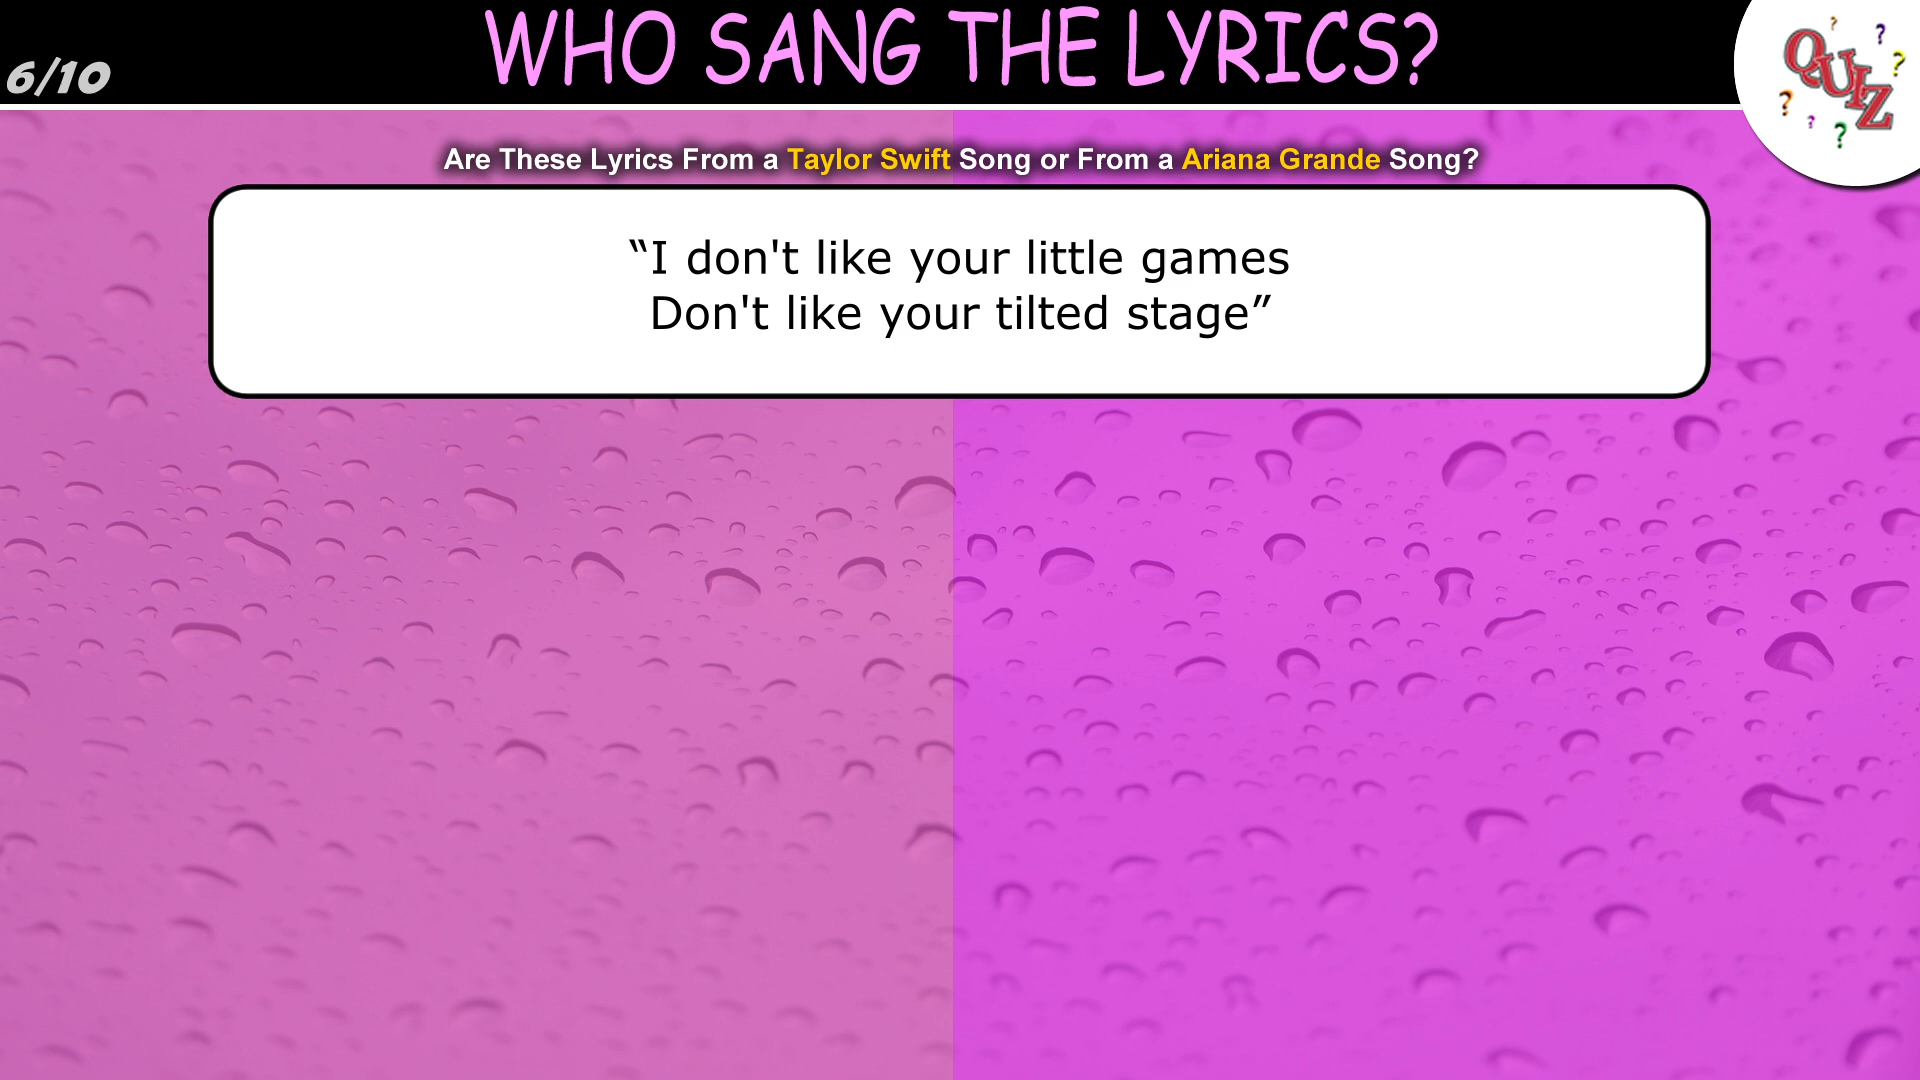 WHO SANG THE LYRICS?
6/10
QUIZ
Are These Lyrics From a Taylor Swift Song or From a Ariana Grande Song?
“I don't like your little games
Don't like your tilted stage”